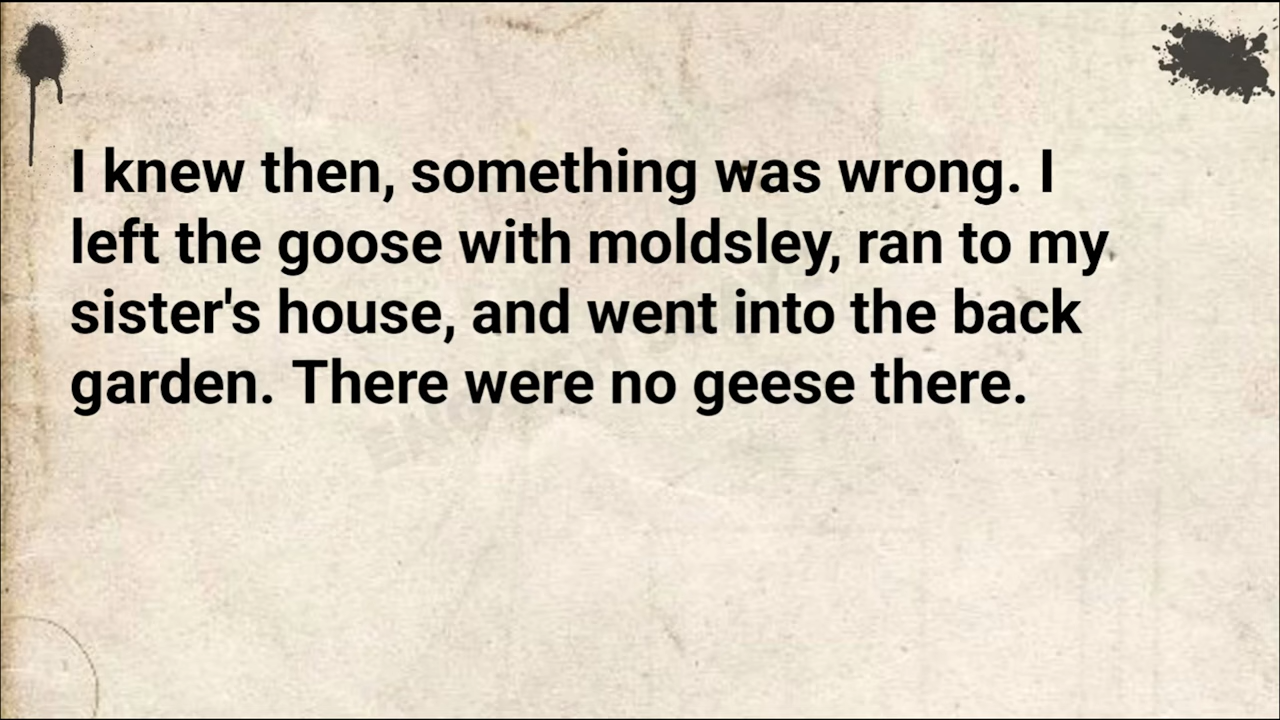 I knew then, something was wrong. I
left the goose with moldsley, ran to my
sister's house, and went into the back
garden. There were no geese there.